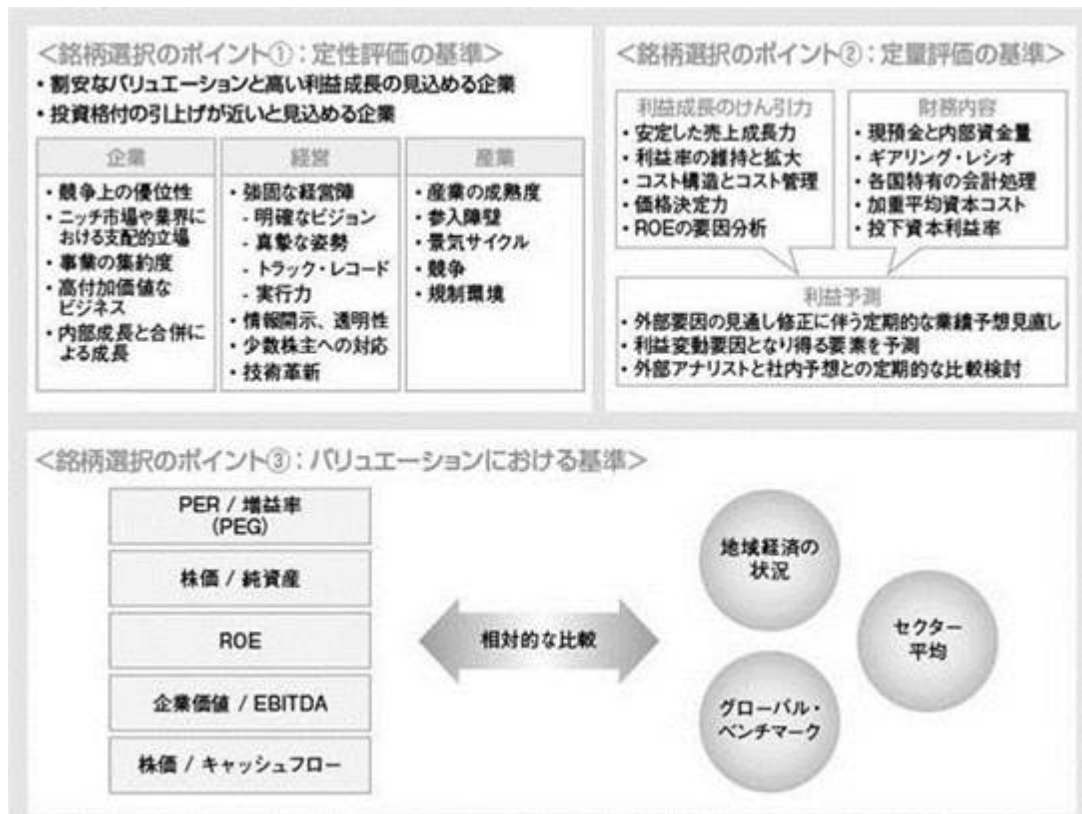 <銘柄選択のポイント①:定性評価の基準>
・割安なバリュエーションと高い利益成長の見込める企業
・投資格付の引上げが近いと見込める企業
企業
・競争上の優位性
・ニッチ市場や業界に
おける支配的立場
・事業の集約度
・高付加価値な
ビジネス
・内部成長と合併に
よる成長
経営
・強固な経営陣
- 明確なビジョン
- 真摯な姿勢
- トラック・レコード
- 実行力
・情報開示、透明性
・少数株主への対応
・技術革新
産業
・産業の成熟度
・参入障壁
・景気サイクル
・競争
・規制環境
<銘柄選択のポイント②:定量評価の基準>
利益成長のけん引力
・安定した売上成長力
・利益率の維持と拡大
・コスト構造とコスト管理
・価格決定力
・ROEの要因分析
財務内容
・現預金と内部資金量
・ギアリング・レシオ
・各国特有の会計処理
・加重平均資本コスト
・投下資本利益率
利益予測
・外部要因の見通し修正に伴う定期的な業績予想見直し
・利益変動要因となり得る要素を予測
・外部アナリストと社内予想との定期的な比較検討
<銘柄選択のポイント③:バリュエーションにおける基準>
PER / 増益率
(PEG)
株価 / 純資産
ROE
企業価値 / EBITDA
株価 / キャッシュフロー
相対的な比較
地域経済の
状況
セクター
平均
グローバル・
ベンチマーク